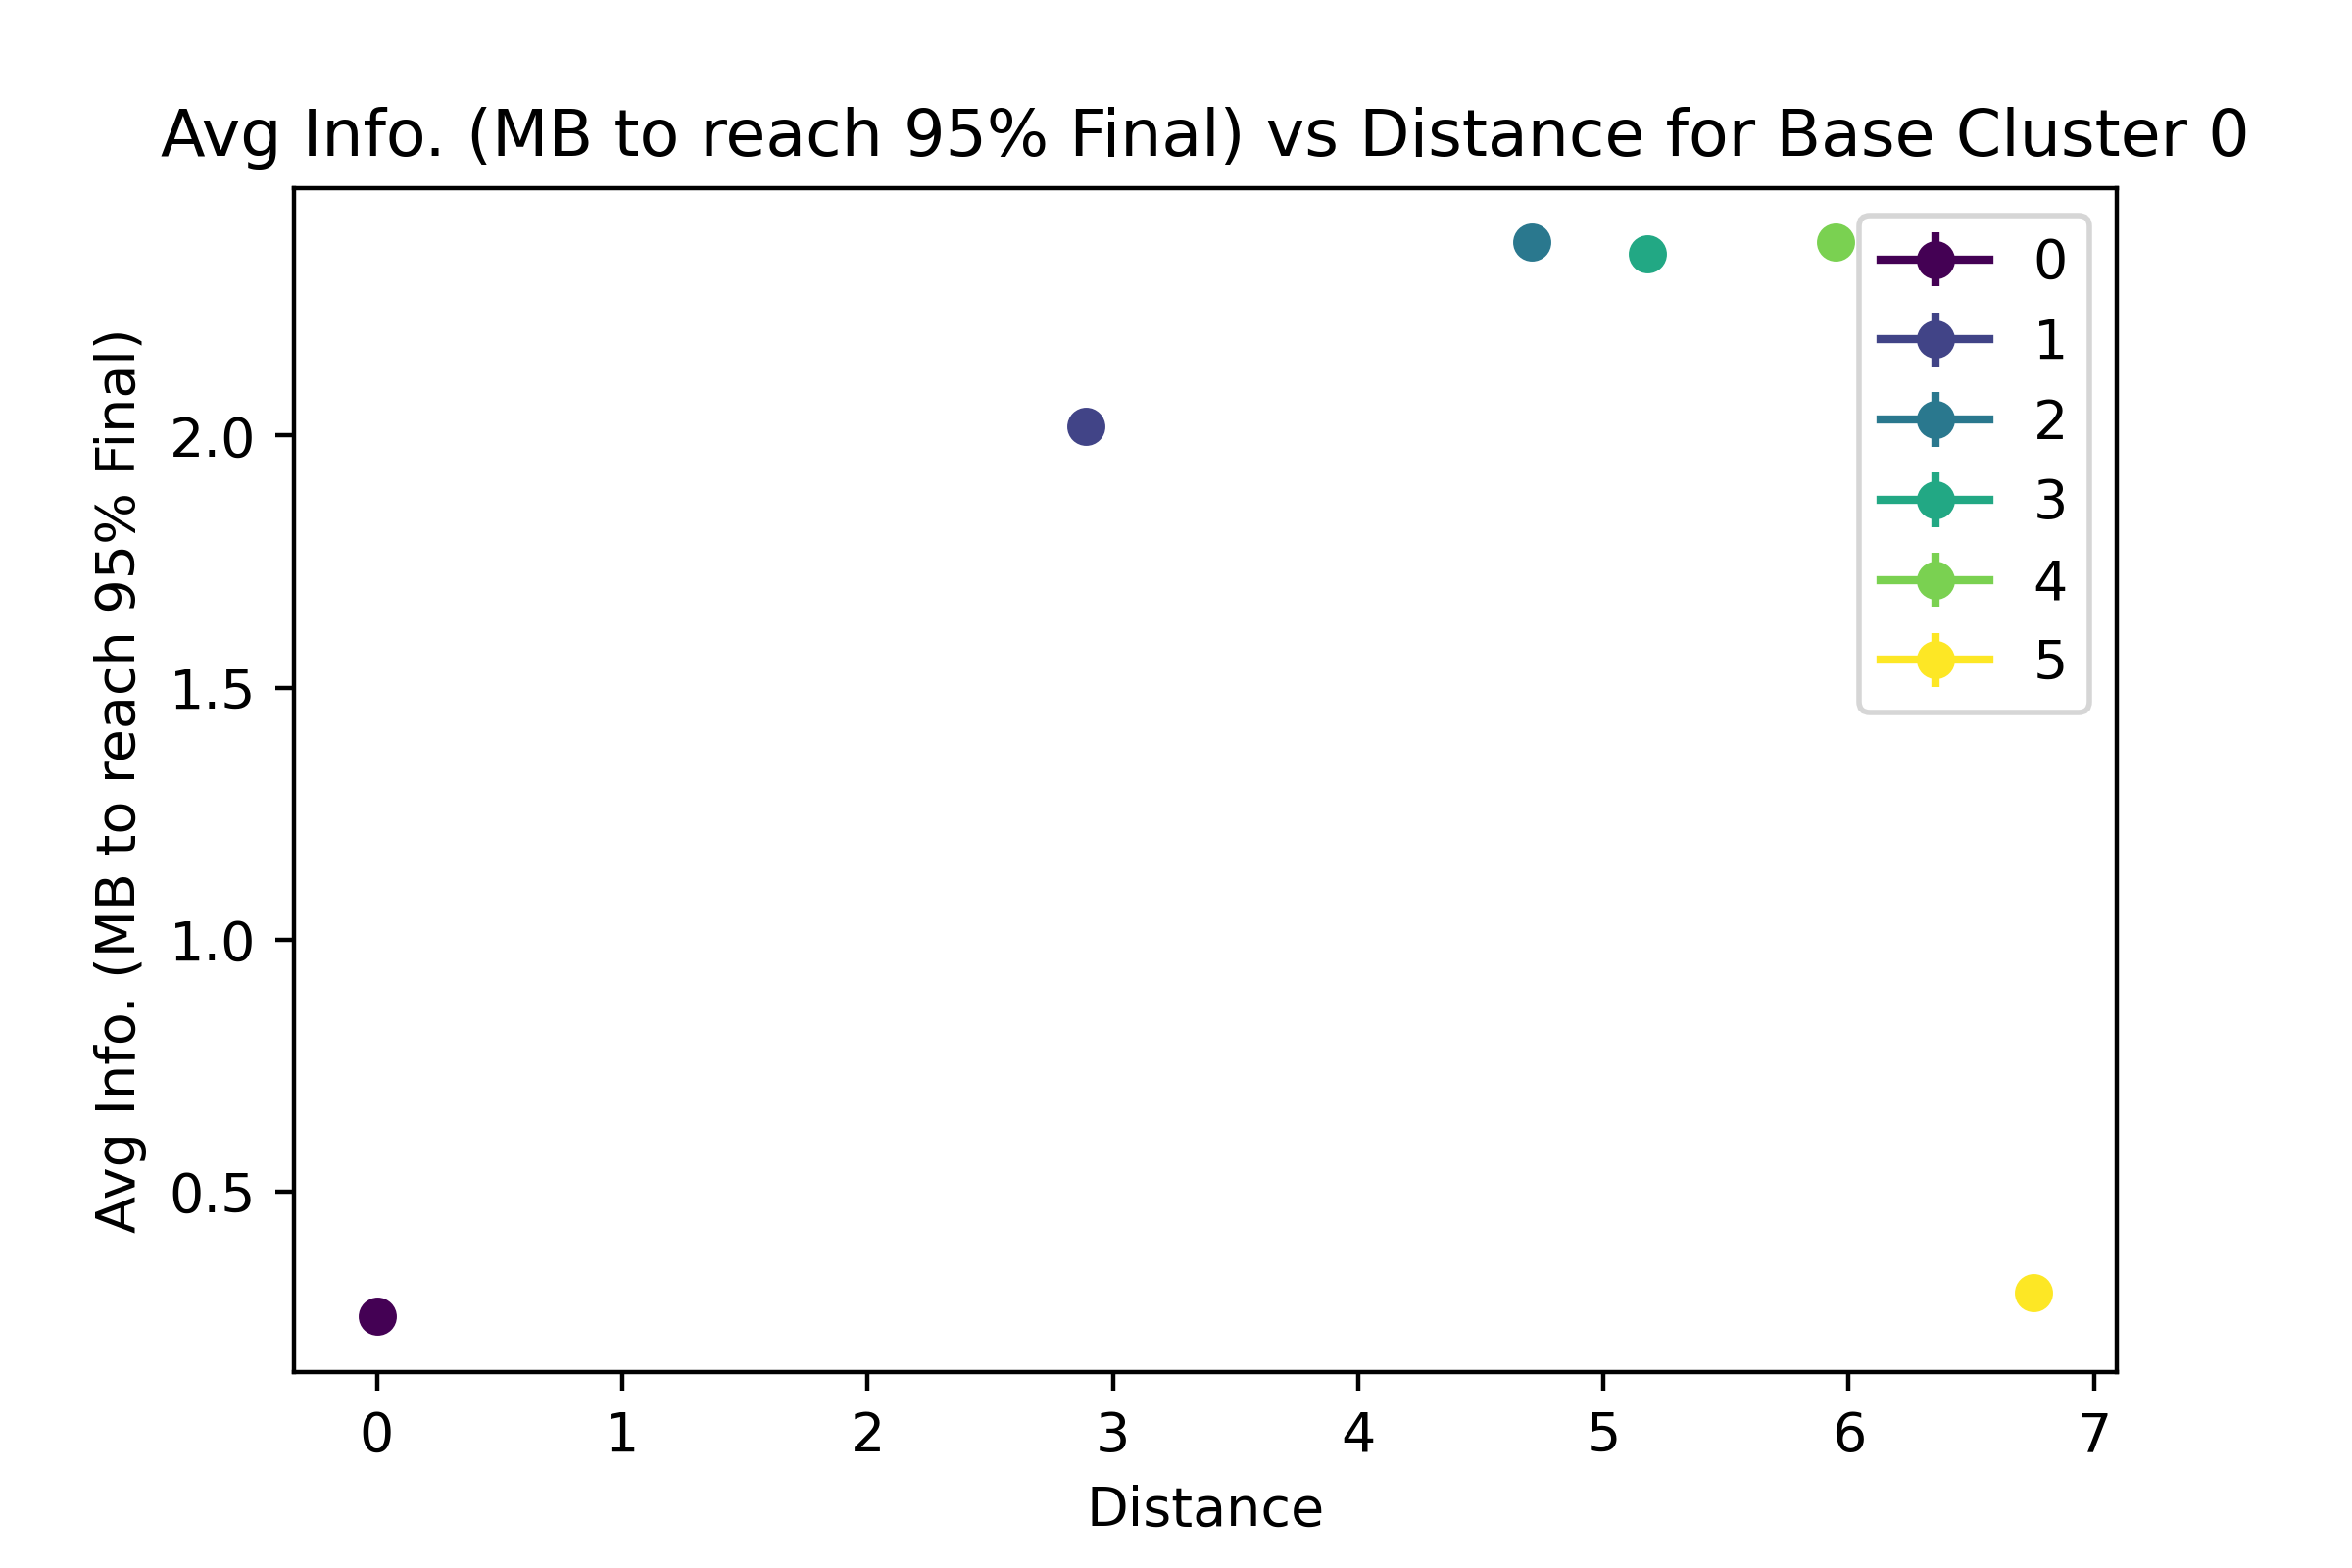 Avg Info. (MB to reach 95% Final) vs Distance for Base Cluster 0
Avg Info. (MB to reach 95% Final)
2.0
1.5
1.0
0.5
0
1
2
3
4
5
0 1 2 3 4 5 6 7
Distance